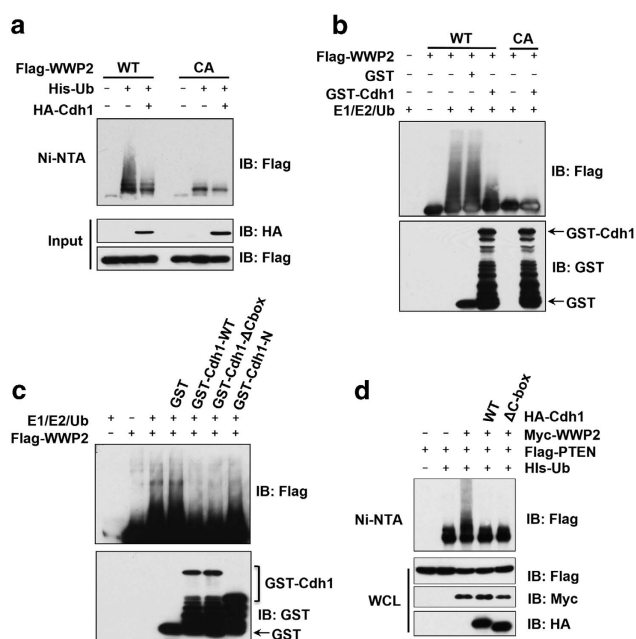 a
Flag-WWP2 WT CA
His-Ub - + + - + +
HA-Cdh1 - - + - - +
Ni-NTA IB: Flag
Input IB: HA
IB: Flag
b
WT CA
Flag-WWP2 - + + + + + +
GST - - - + - - -
GST-Cdh1 - - - - + - +
E1/E2/Ub + - + + + + +
IB: Flag
←GST-Cdh1
IB: GST
←GST
c
GST
GST-Cdh1-WT
GST-Cdh1-ΔCbox
GST-Cdh1-N
E1/E2/Ub + - + + + + +
Flag-WWP2 - + + + + + +
IB: Flag
GST-Cdh1
IB: GST
←GST
d
WT ΔC-box HA-Cdh1
- - + + + Myc-WWP2
+ + + + + Flag-PTEN
- + + + + HIs-Ub
Ni-NTA IB: Flag
WCL IB: Flag
IB: Myc
IB: HA